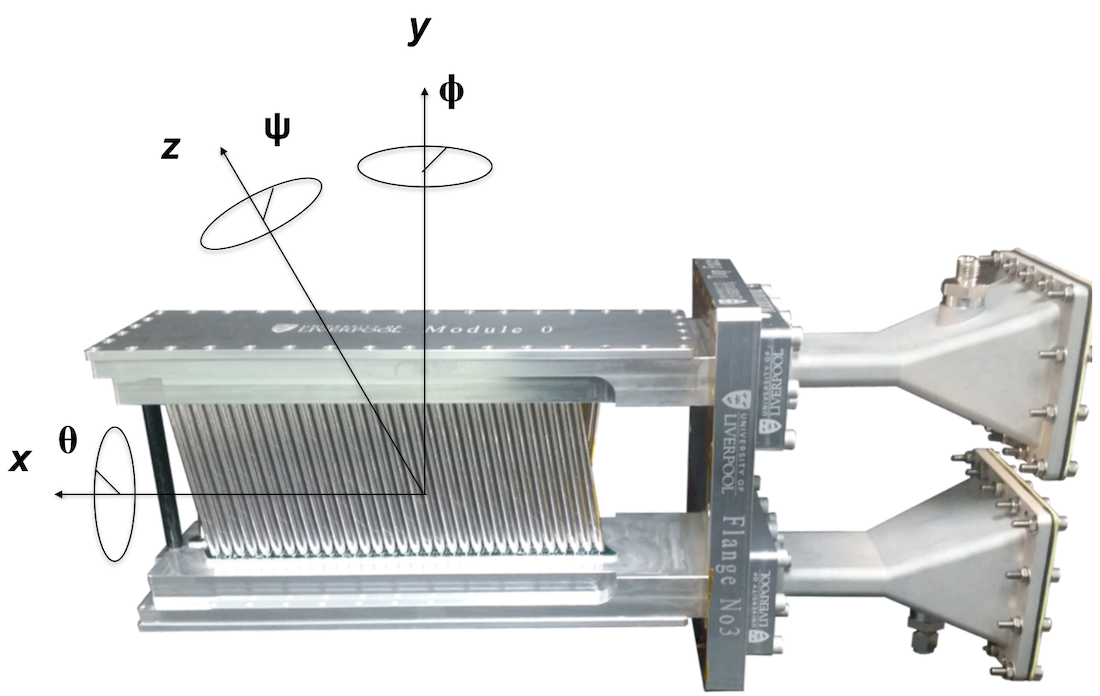 y
ϕ
ψ
z
Module 0
θ
x
UNIVERSITY OF
LIVERPOOL
UNIVERSITY OF
LIVERPOOL
Flange No3
UNIVERSITY OF
LIVERPOOL